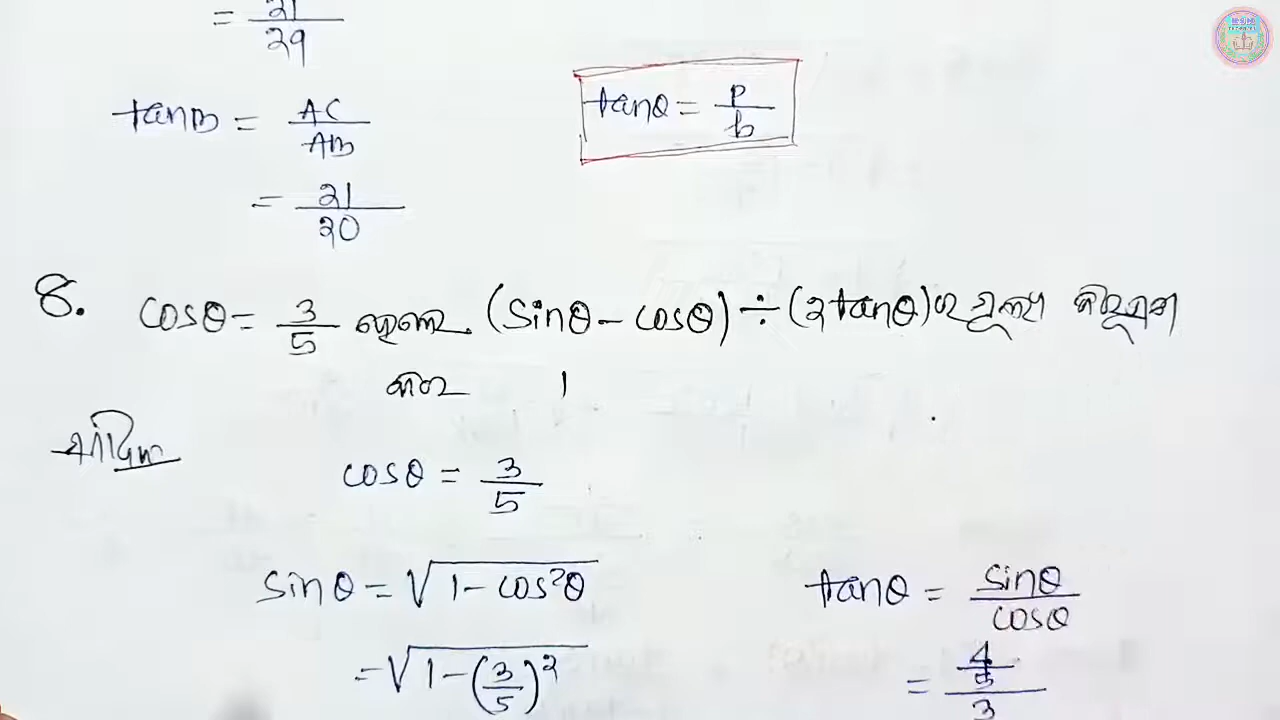 = 21/29
tanB = AC/AB
tanθ = p/b
= 21/20
8. cosθ = 3/5 ହେଲେ (sinθ - cosθ) ÷ (2tanθ)ର ମୂଲ୍ୟ ନିରୂପଣ
କର ।
cosθ = 3/5
sinθ = √1 - cos²θ
tanθ = sinθ/cosθ
= √1 - (3/5)²
= 4/5/3